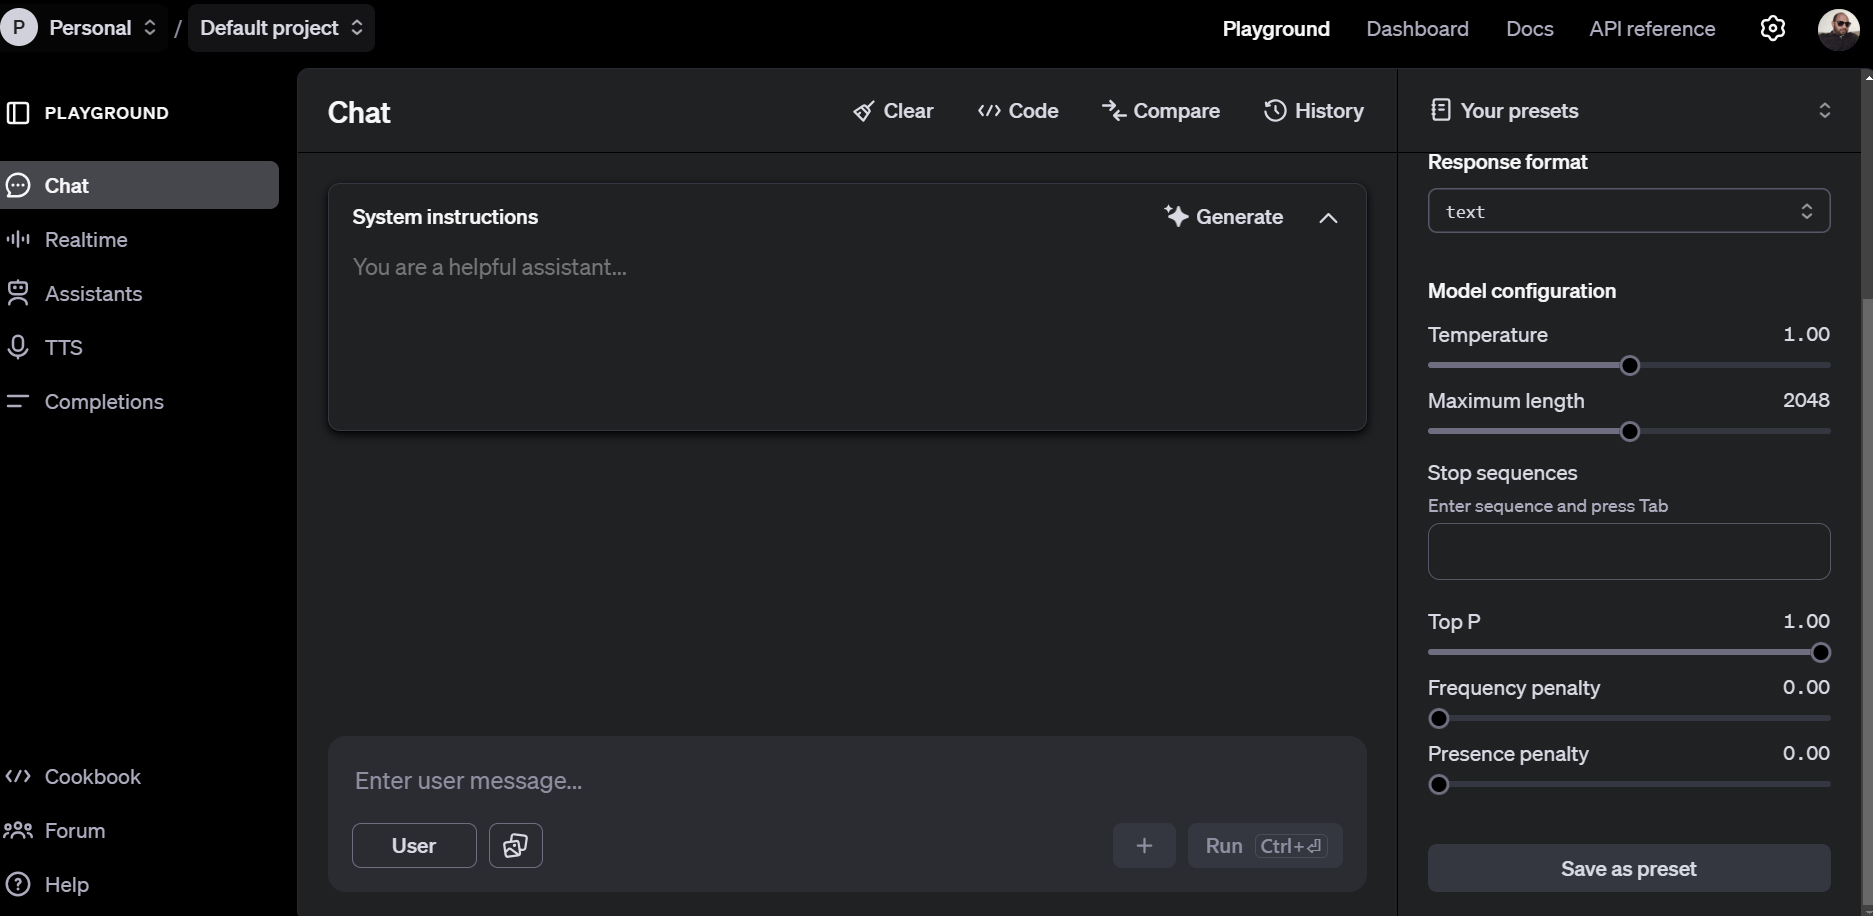 P Personal / Default project
Playground Dashboard Docs API reference
PLAYGROUND
Chat
Realtime
Assistants
TTS
Completions
Cookbook
Forum
Help
Chat
Clear Code Compare History
System instructions
Generate
You are a helpful assistant...
Enter user message...
User
+
Run Ctrl+⏎
Your presets
Response format
text
Model configuration
Temperature 1.00
Maximum length 2048
Stop sequences
Enter sequence and press Tab
Top P 1.00
Frequency penalty 0.00
Presence penalty 0.00
Save as preset